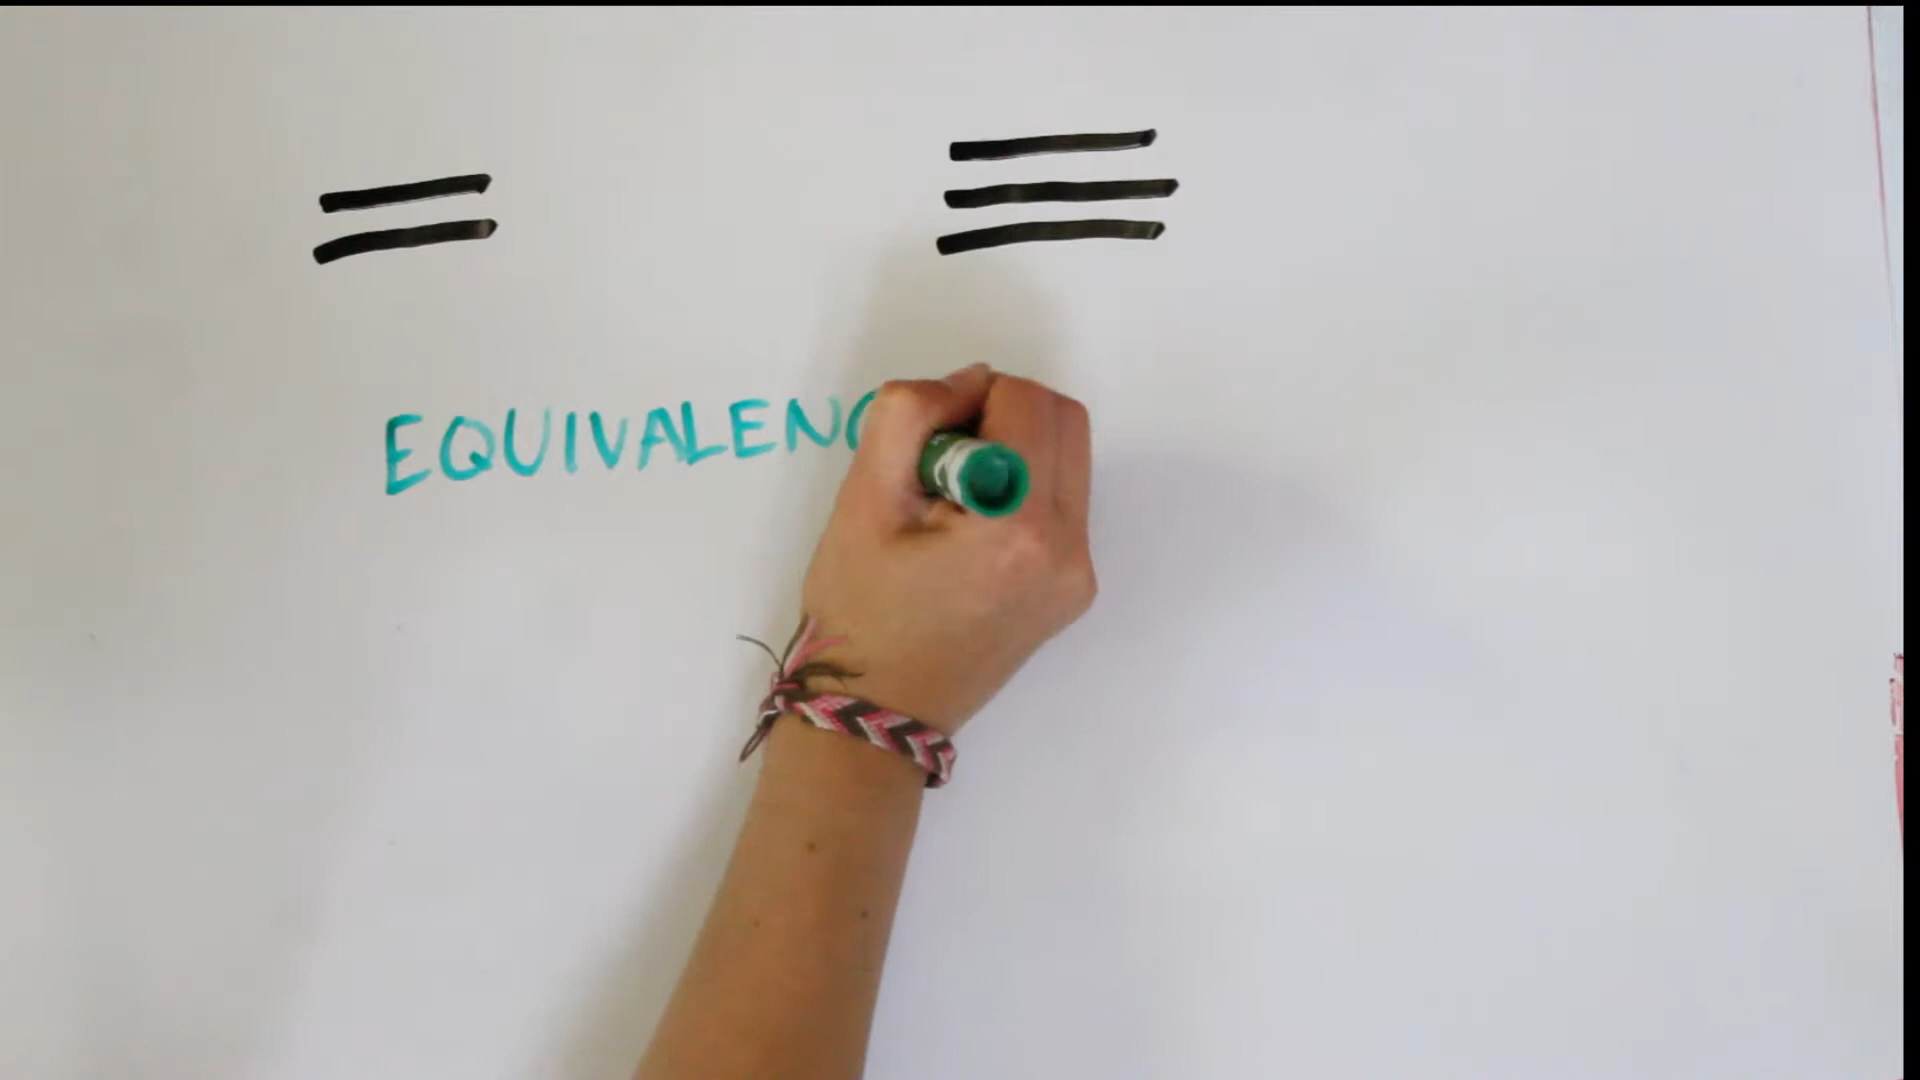 = ≡
EQUIVALENC